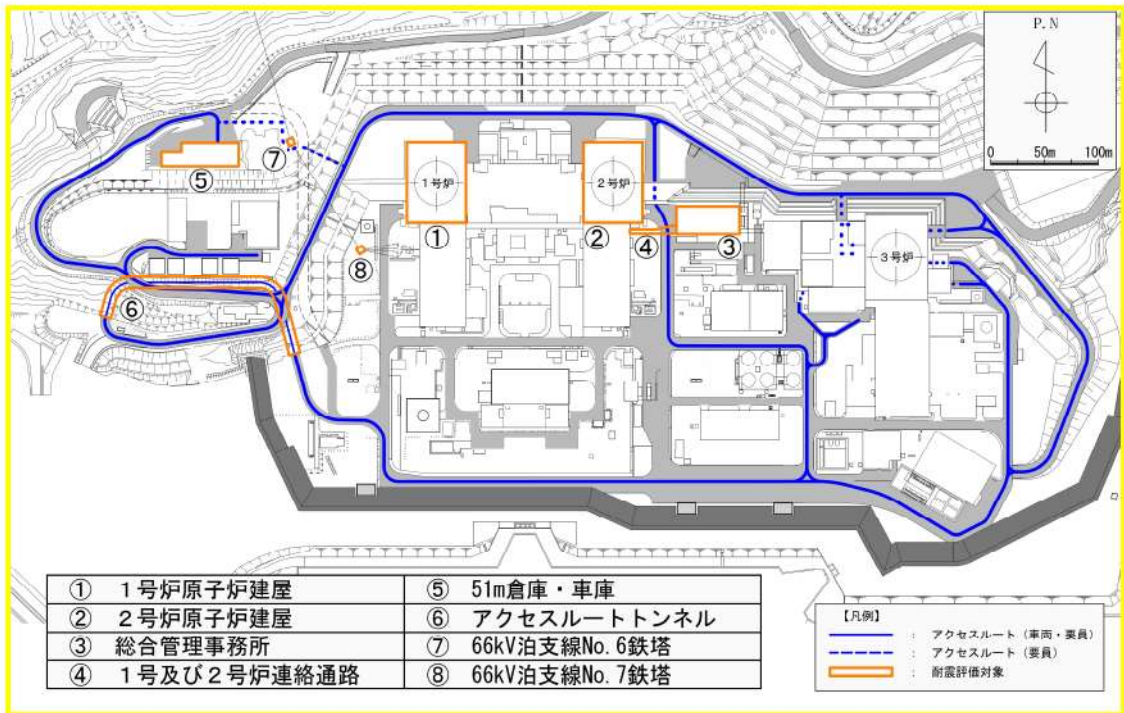 P.N
0 50m 100m
⑦
⑤
1号炉
2号炉
①
②
④
③
3号炉
⑧
⑥
① 1号炉原子炉建屋 ⑤ 51m倉庫・車庫
② 2号炉原子炉建屋 ⑥ アクセスルートトンネル
③ 総合管理事務所 ⑦ 66kV泊支線No.6鉄塔
④ 1号及び2号炉連絡通路 ⑧ 66kV泊支線No.7鉄塔
【凡例】
： アクセスルート（車両・要員）
： アクセスルート（要員）
： 耐震評価対象